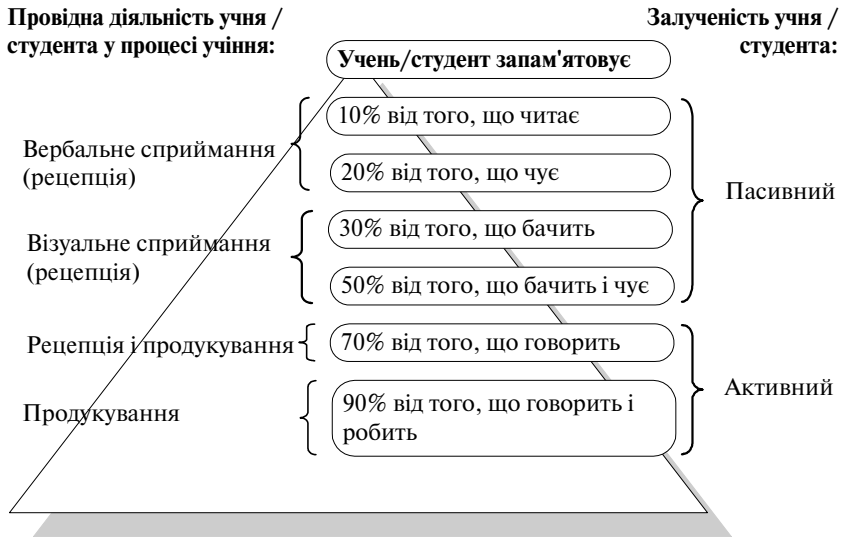 Провідна діяльність учня /
студента у процесі учіння:
Залученість учня /
студента:
Учень/студент запам'ятовує
10% від того, що читає
Вербальне сприймання
(рецепція)
20% від того, що чує
Пасивний
30% від того, що бачить
Візуальне сприймання
(рецепція)
50% від того, що бачить і чує
Рецепція і продукування
70% від того, що говорить
Активний
Продукування
90% від того, що говорить і
робить